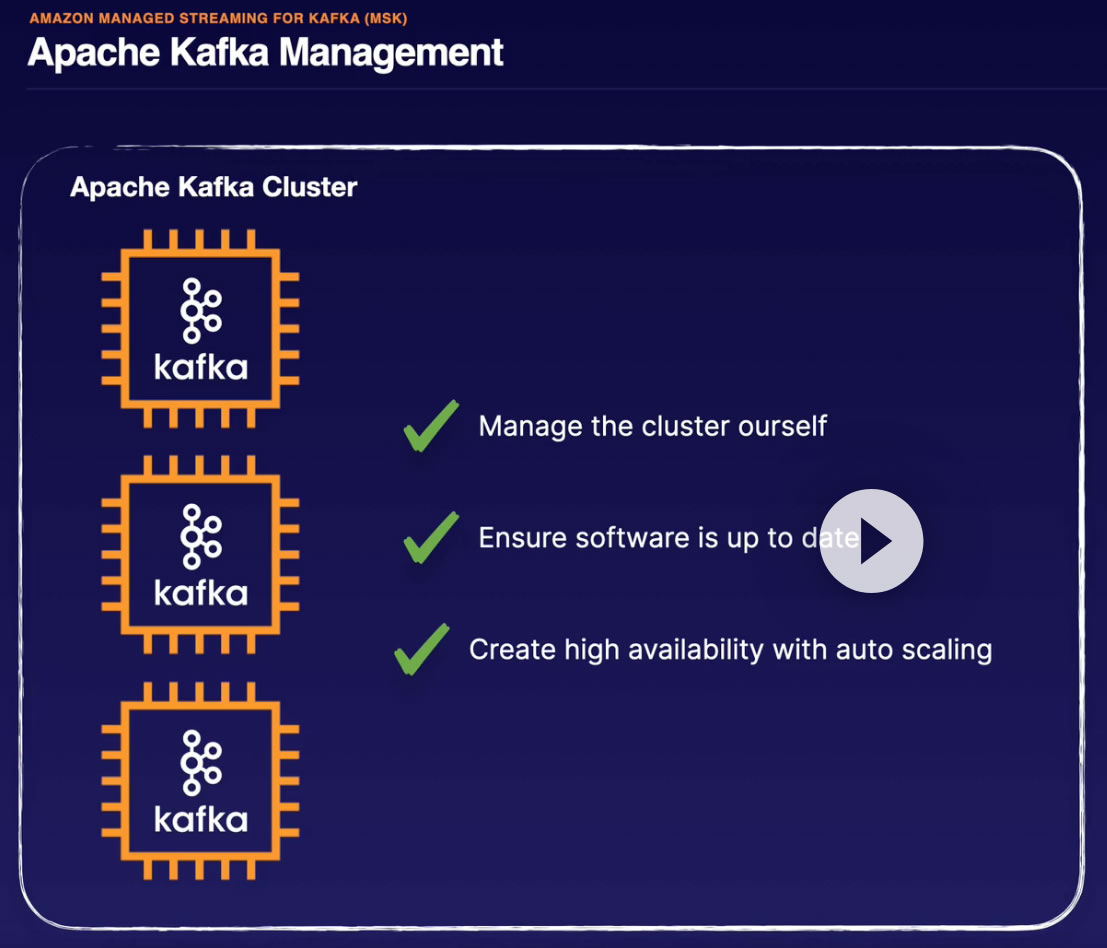 AMAZON MANAGED STREAMING FOR KAFKA (MSK)
Apache Kafka Management
Apache Kafka Cluster
kafka
kafka
kafka
Manage the cluster ourself
Ensure software is up to date
Create high availability with auto scaling